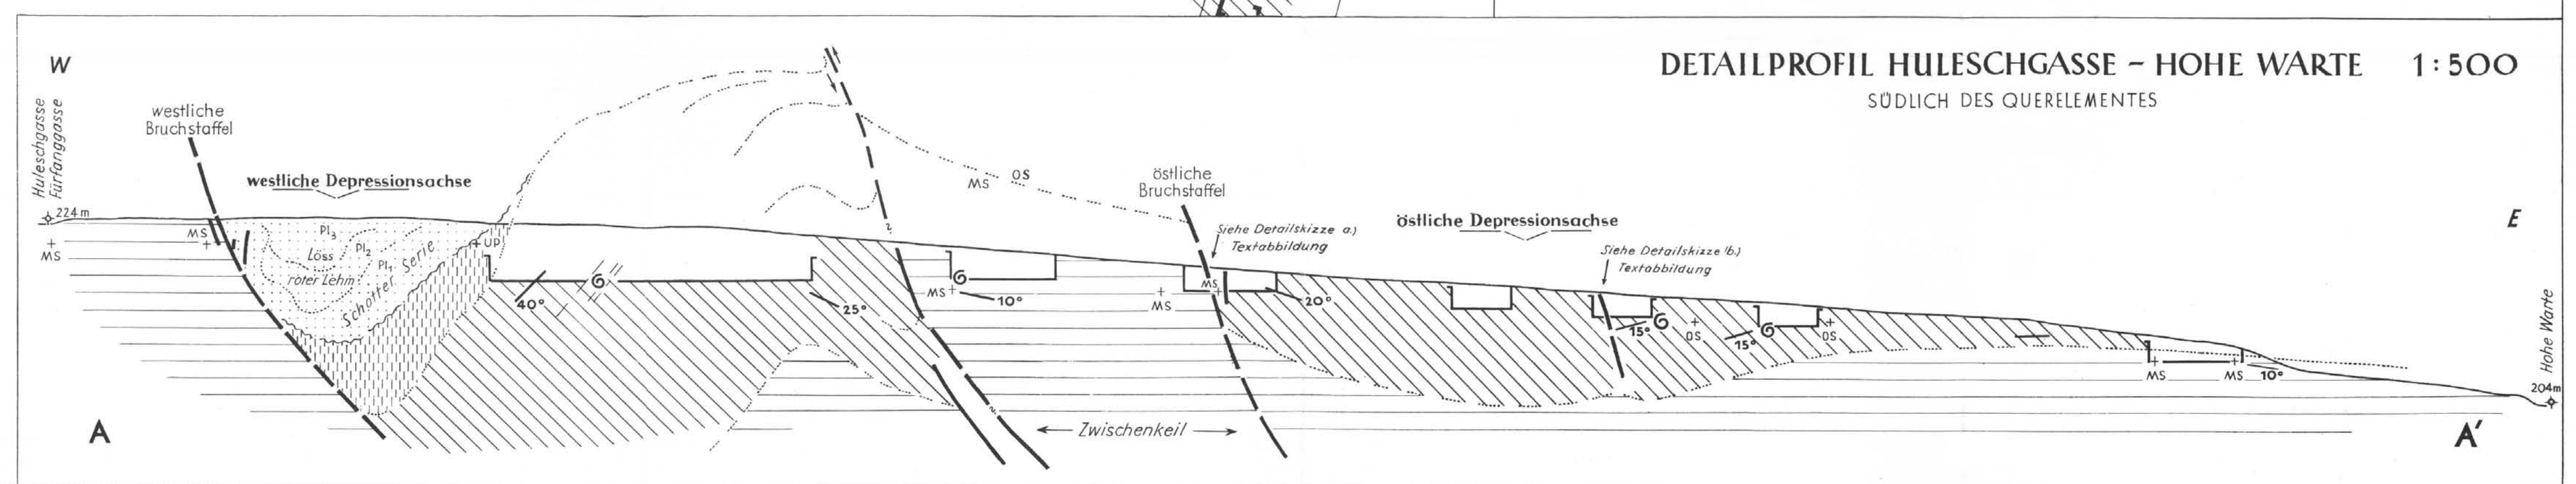 DETAILPROFIL HULESCHGASSE – HOHE WARTE 1:500
SÜDLICH DES QUERELEMENTES
W
Huleschgasse
Fürfanggasse
westliche
Bruchstaffel
westliche Depressionsachse
224m
MS
MS
Pl3
Pl2
Pl1
Löss
roter Lehm
Schotter Serie
UP
40°
25°
MS OS
MS
10°
östliche
Bruchstaffel
Siehe Detailskizze a.)
Textabbildung
MS
MS
20°
östliche Depressionsachse
Siehe Detailskizze b.)
Textabbildung
15°
OS
15°
OS
MS
MS
10°
E
Hohe Warte
204m
Zwischenkeil
A
A'